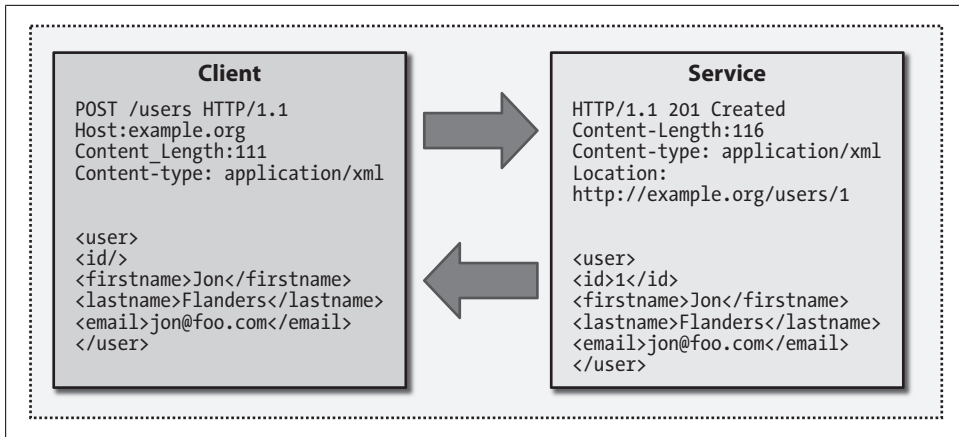 Client
POST /users HTTP/1.1
Host:example.org
Content_Length:111
Content-type: application/xml
<user>
<id/>
<firstname>Jon</firstname>
<lastname>Flanders</lastname>
<email>jon@foo.com</email>
</user>
Service
HTTP/1.1 201 Created
Content-Length:116
Content-type: application/xml
Location:
http://example.org/users/1
<user>
<id>1</id>
<firstname>Jon</firstname>
<lastname>Flanders</lastname>
<email>jon@foo.com</email>
</user>